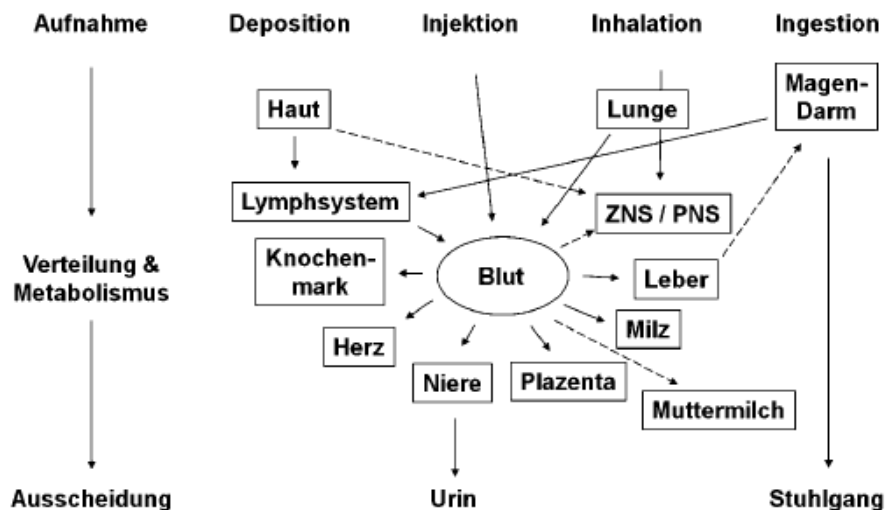 Aufnahme
Deposition
Injektion
Inhalation
Ingestion
Haut
Lunge
Magen-
Darm
Lymphsystem
ZNS / PNS
Verteilung &
Metabolismus
Knochen-
mark
Blut
Leber
Herz
Milz
Niere
Plazenta
Muttermilch
Ausscheidung
Urin
Stuhlgang